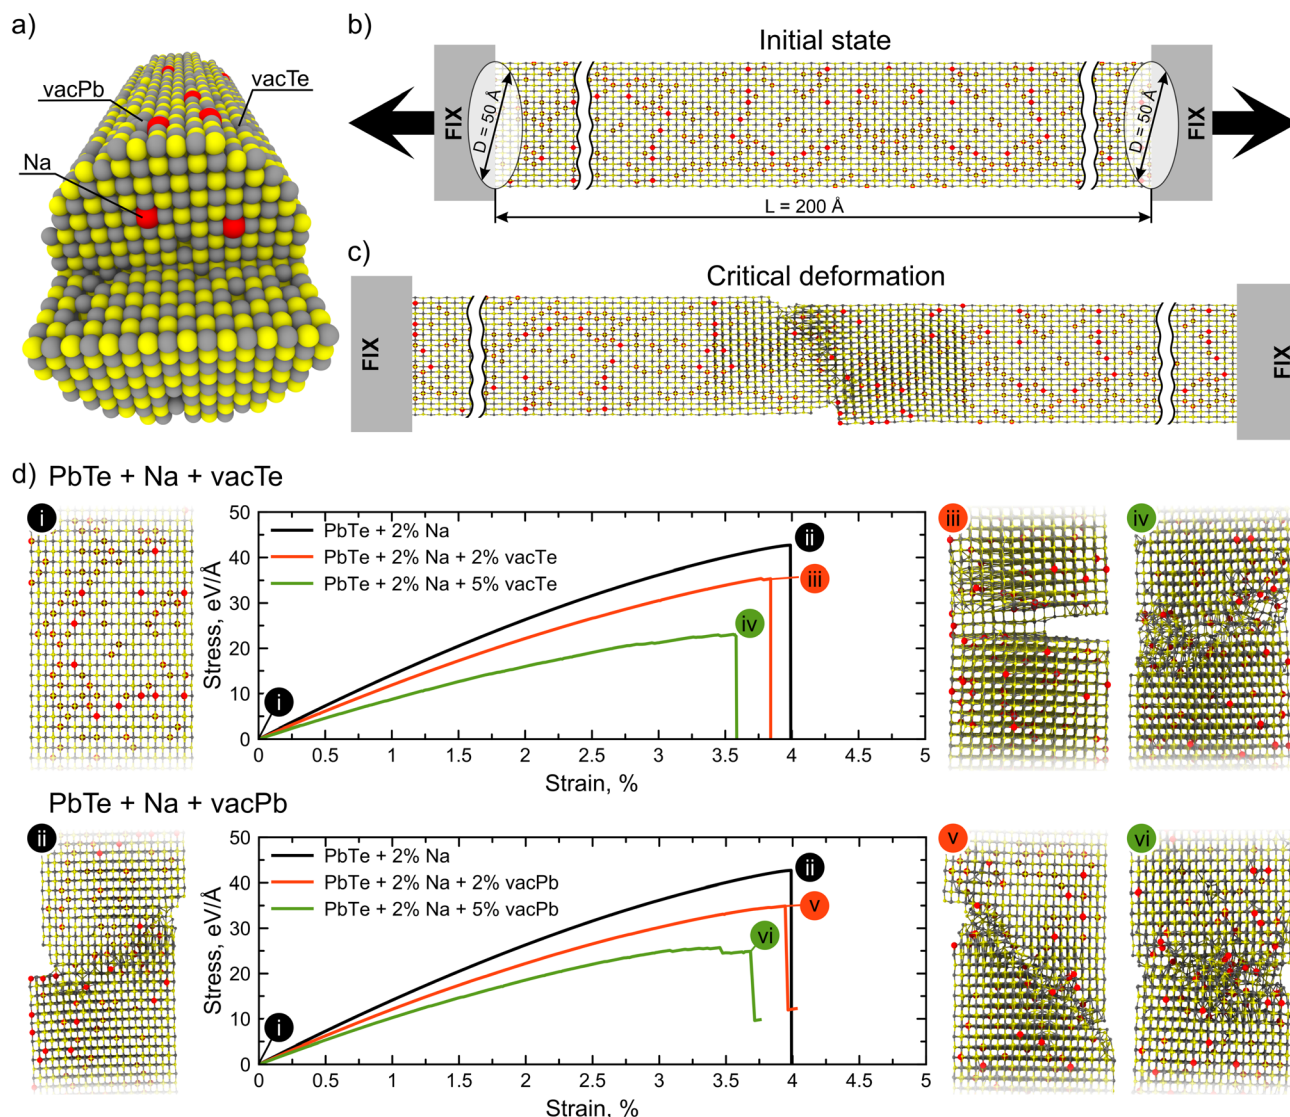 a)
vacPb
vacTe
Na
b)
Initial state
FIX
D = 50 Å
D = 50 Å
FIX
L = 200 Å
c)
Critical deformation
FIX
FIX
d) PbTe + Na + vacTe
i
Stress, eV/Å
50
40
30
20
10
0
PbTe + 2% Na
PbTe + 2% Na + 2% vacTe
PbTe + 2% Na + 5% vacTe
i
ii
iii
iv
0 0.5 1 1.5 2 2.5 3 3.5 4 4.5 5
Strain, %
iii
iv
PbTe + Na + vacPb
ii
Stress, eV/Å
50
40
30
20
10
0
PbTe + 2% Na
PbTe + 2% Na + 2% vacPb
PbTe + 2% Na + 5% vacPb
i
ii
v
vi
0 0.5 1 1.5 2 2.5 3 3.5 4 4.5 5
Strain, %
v
vi